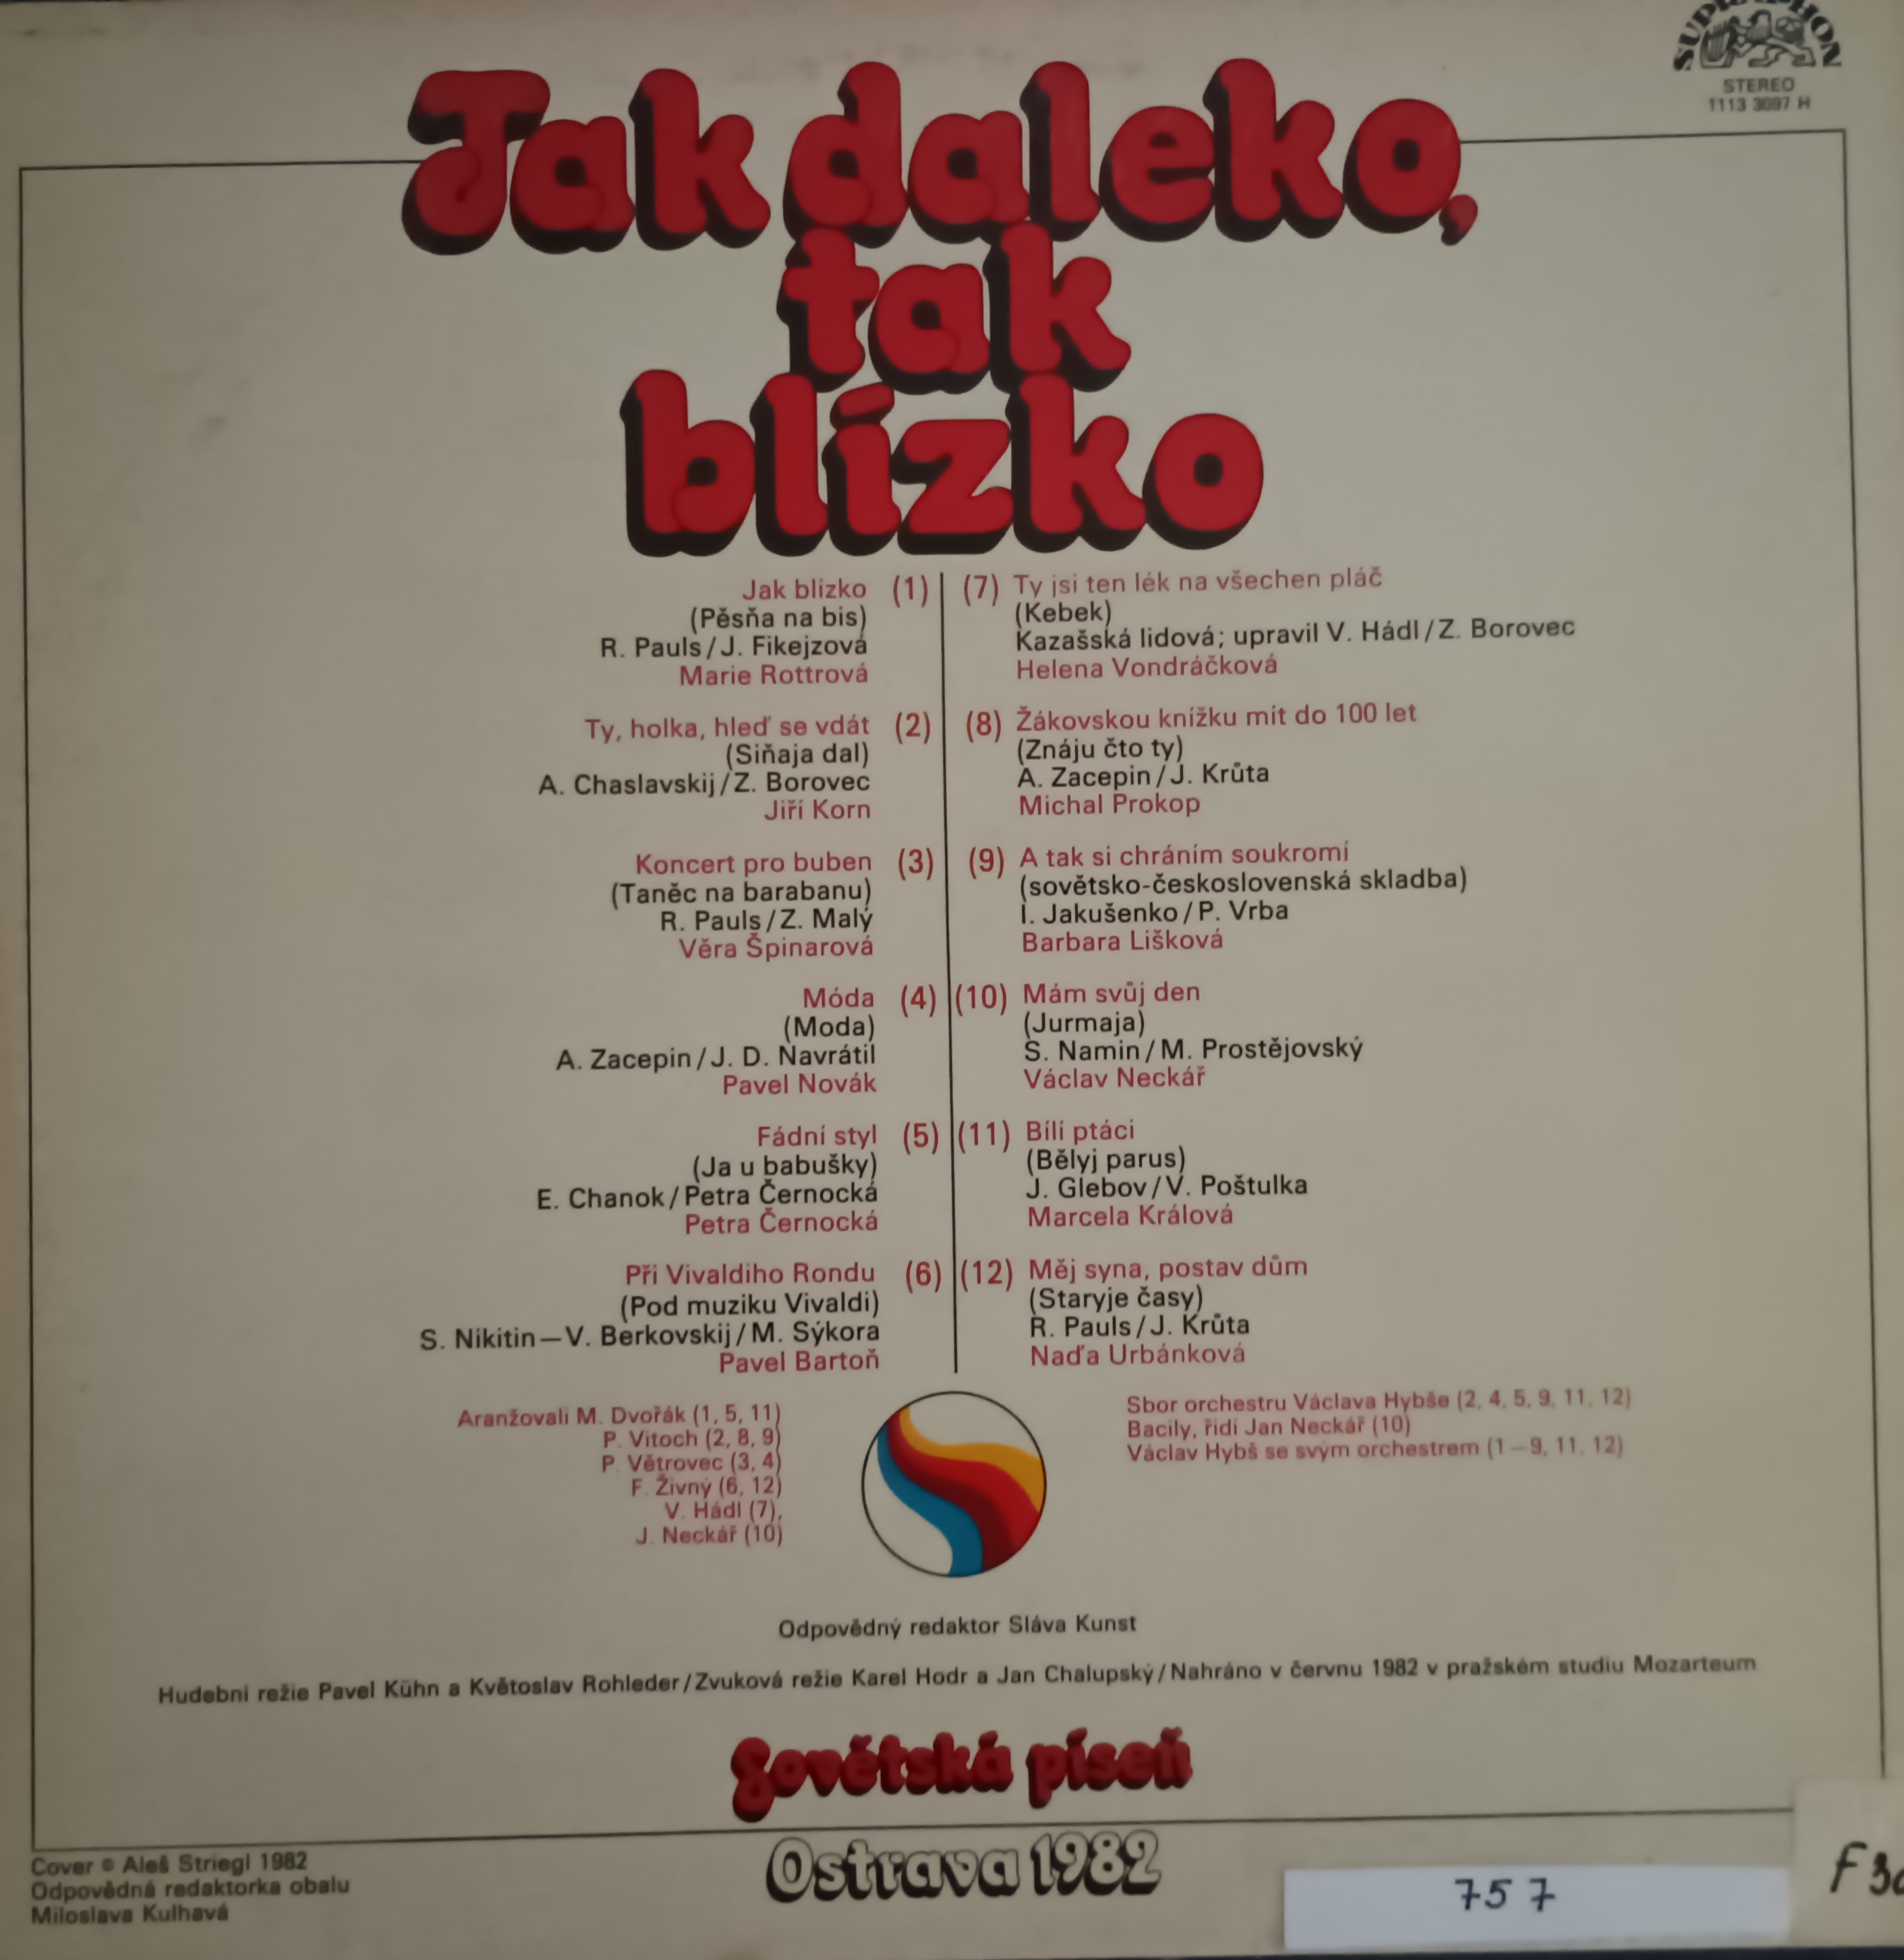 SUPRAPHON
STEREO
1113 3097 H
Jak daleko,
tak
blízko
Jak blízko (1)
(Pěsňa na bis)
R. Pauls/J. Fikejzová
Marie Rottrová
Ty, holka, hleď se vdát (2)
(Siňaja dal)
A. Chaslavskij/Z. Borovec
Jiří Korn
Koncert pro buben (3)
(Taněc na barabanu)
R. Pauls/Z. Malý
Věra Špinarová
Móda (4)
(Moda)
A. Zacepin/J. D. Navrátil
Pavel Novák
Fádní styl (5)
(Ja u babušky)
E. Chanok/Petra Černocká
Petra Černocká
Při Vivaldiho Rondu (6)
(Pod muziku Vivaldi)
S. Nikitin—V. Berkovskij/M. Sýkora
Pavel Bartoň
(7) Ty jsi ten lék na všechen pláč
(Kebek)
Kazašská lidová; upravil V. Hádl/Z. Borovec
Helena Vondráčková
(8) Žákovskou knížku mít do 100 let
(Znáju čto ty)
A. Zacepin/J. Krůta
Michal Prokop
(9) A tak si chráním soukromí
(sovětsko-československá skladba)
I. Jakušenko/P. Vrba
Barbara Lišková
(10) Mám svůj den
(Jurmaja)
S. Namin/M. Prostějovský
Václav Neckář
(11) Bílí ptáci
(Bělyj parus)
J. Glebov/V. Poštulka
Marcela Králová
(12) Měj syna, postav dům
(Staryje časy)
R. Pauls/J. Krůta
Naďa Urbánková
Aranžovali M. Dvořák (1, 5, 11)
P. Vitoch (2, 8, 9)
P. Větrovec (3, 4)
F. Živný (6, 12)
V. Hádl (7),
J. Neckář (10)
Sbor orchestru Václava Hybše (2, 4, 5, 9, 11, 12)
Bacily, řídí Jan Neckář (10)
Václav Hybš se svým orchestrem (1—9, 11, 12)
Odpovědný redaktor Sláva Kunst
Hudební režie Pavel Kühn a Květoslav Rohleder/Zvuková režie Karel Hodr a Jan Chalupský/Nahráno v červnu 1982 v pražském studiu Mozarteum
Sovětská píseň
Ostrava 1982
Cover © Aleš Striegl 1982
Odpovědná redaktorka obalu
Miloslava Kulhavá
757